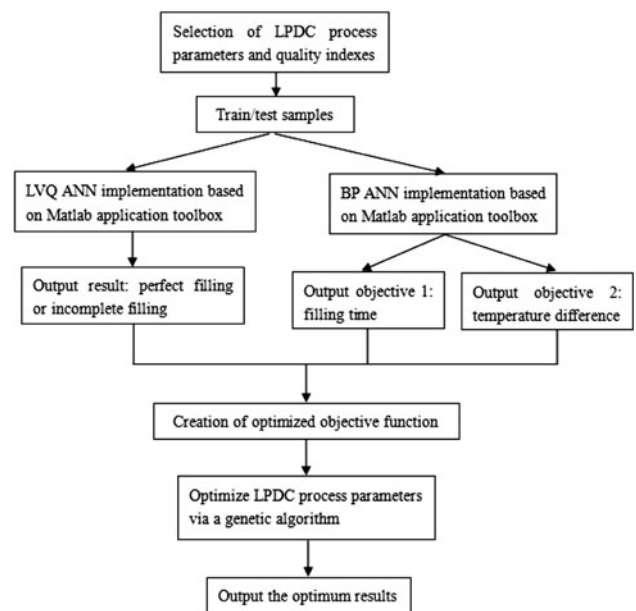 Selection of LPDC process
parameters and quality indexes
Train/test samples
LVQ ANN implementation based
on Matlab application toolbox
BP ANN implementation based
on Matlab application toolbox
Output result: perfect filling
or incomplete filling
Output objective 1:
filling time
Output objective 2:
temperature difference
Creation of optimized objective function
Optimize LPDC process parameters
via a genetic algorithm
Output the optimum results